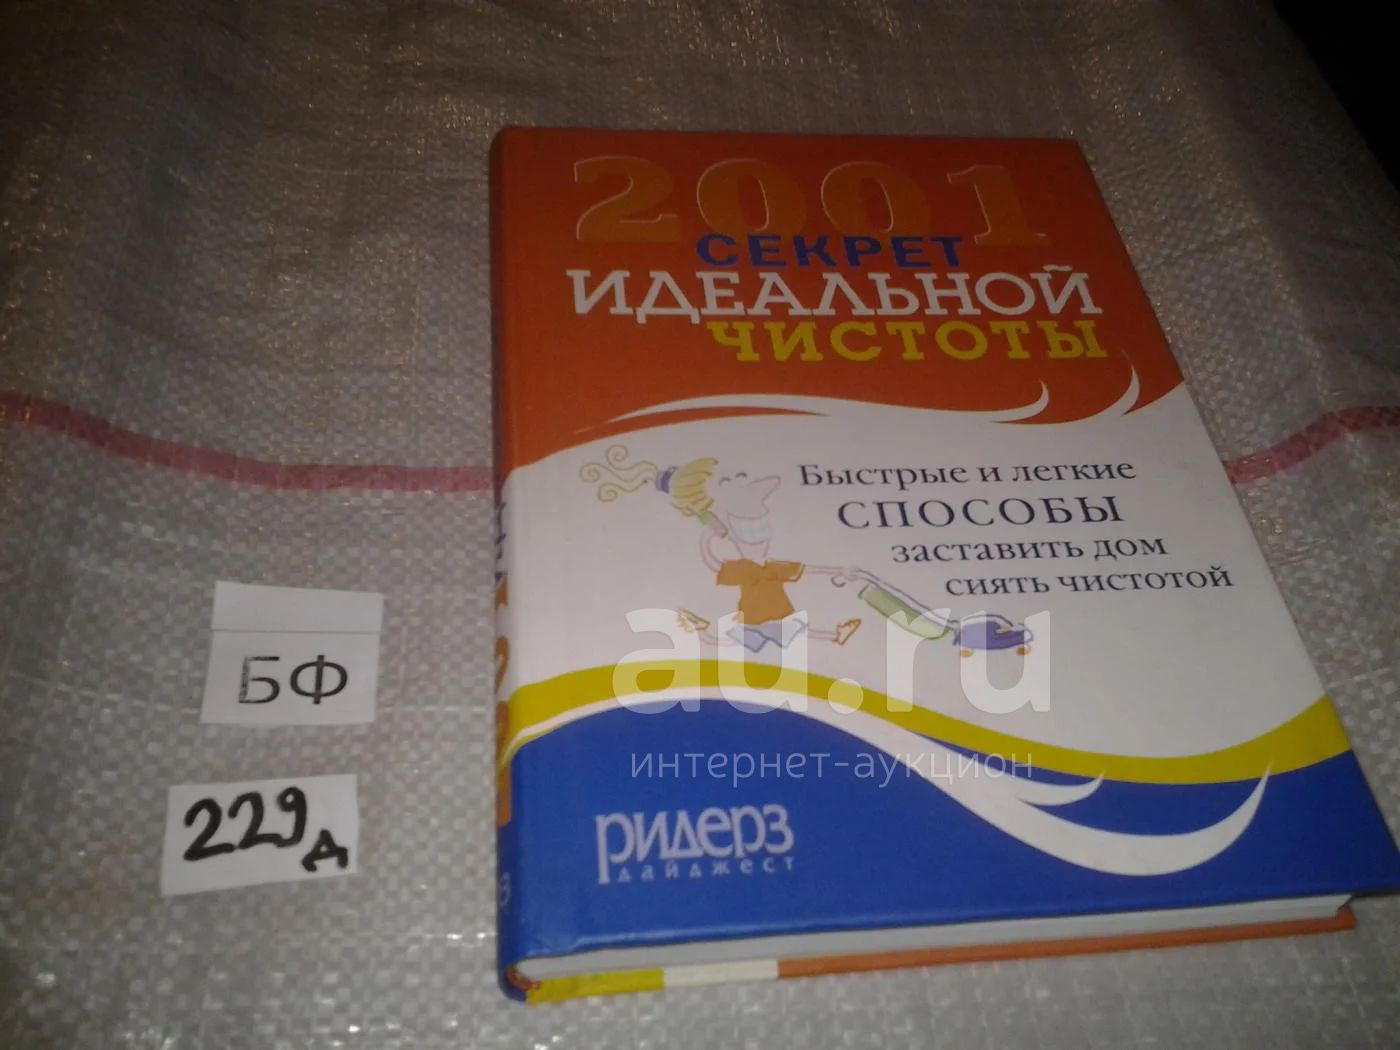 2001
СЕКРЕТ
ИДЕАЛЬНОЙ
ЧИСТОТЫ
Быстрые и легкие
СПОСОБЫ
заставить дом
сиять чистотой
au.ru
интернет-аукцион
БФ
229д
РИДЕРЗ
ДАЙДЖЕСТ